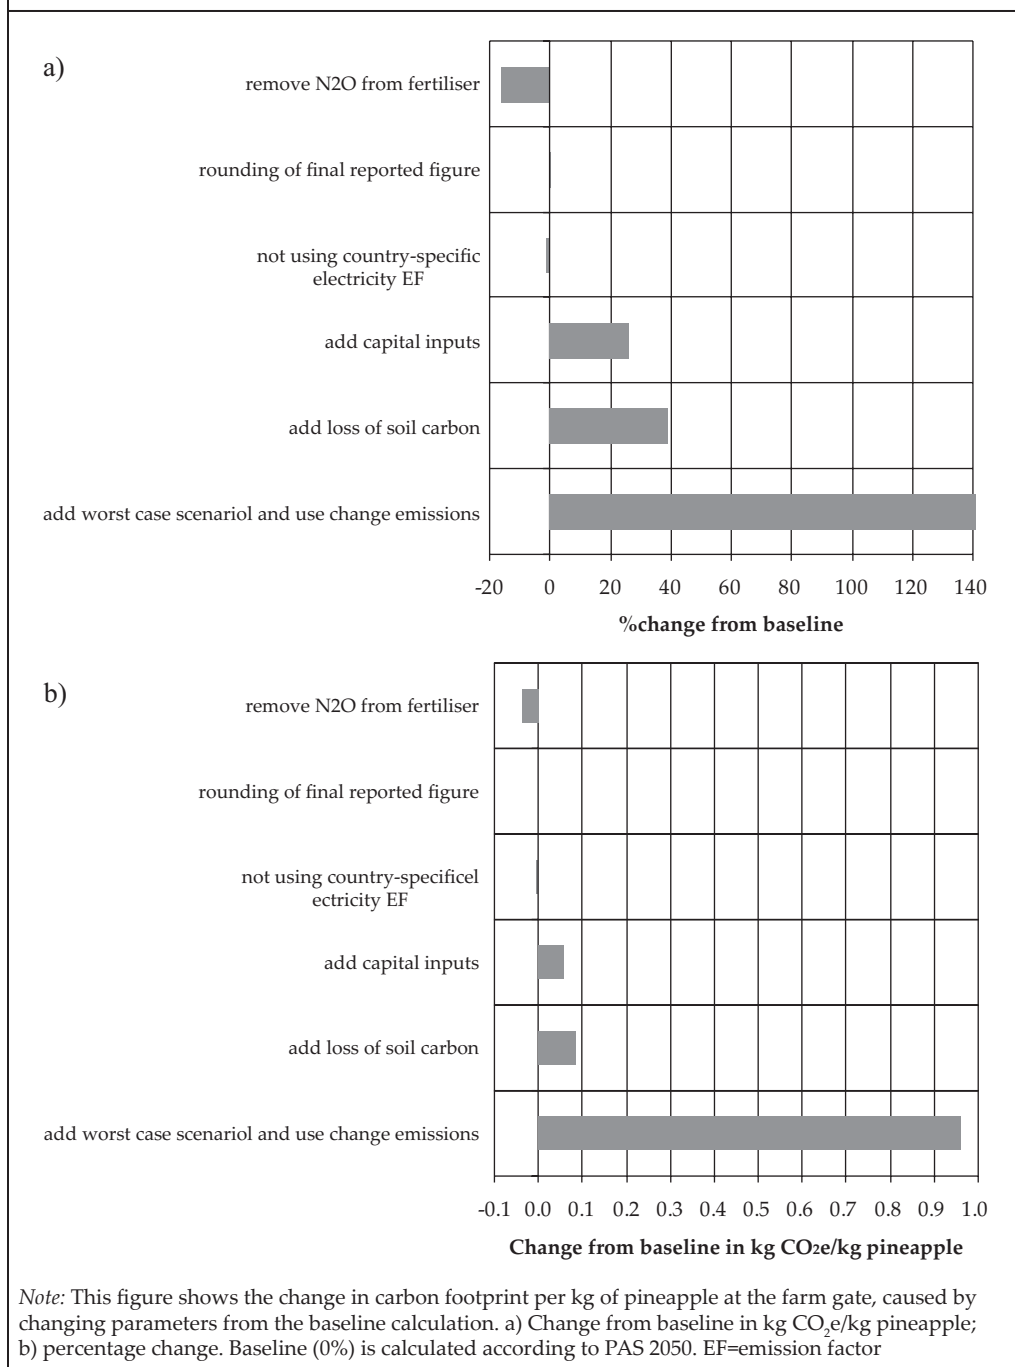 a)
remove N2O from fertiliser
rounding of final reported figure
not using country-specific
electricity EF
add capital inputs
add loss of soil carbon
add worst case scenariol and use change emissions
-20 0 20 40 60 80 100 120 140
%change from baseline
b)
remove N2O from fertiliser
rounding of final reported figure
not using country-specificel
ectricity EF
add capital inputs
add loss of soil carbon
add worst case scenariol and use change emissions
-0.1 0.0 0.1 0.2 0.3 0.4 0.5 0.6 0.7 0.8 0.9 1.0
Change from baseline in kg CO2e/kg pineapple
Note: This figure shows the change in carbon footprint per kg of pineapple at the farm gate, caused by
changing parameters from the baseline calculation. a) Change from baseline in kg CO₂e/kg pineapple;
b) percentage change. Baseline (0%) is calculated according to PAS 2050. EF=emission factor